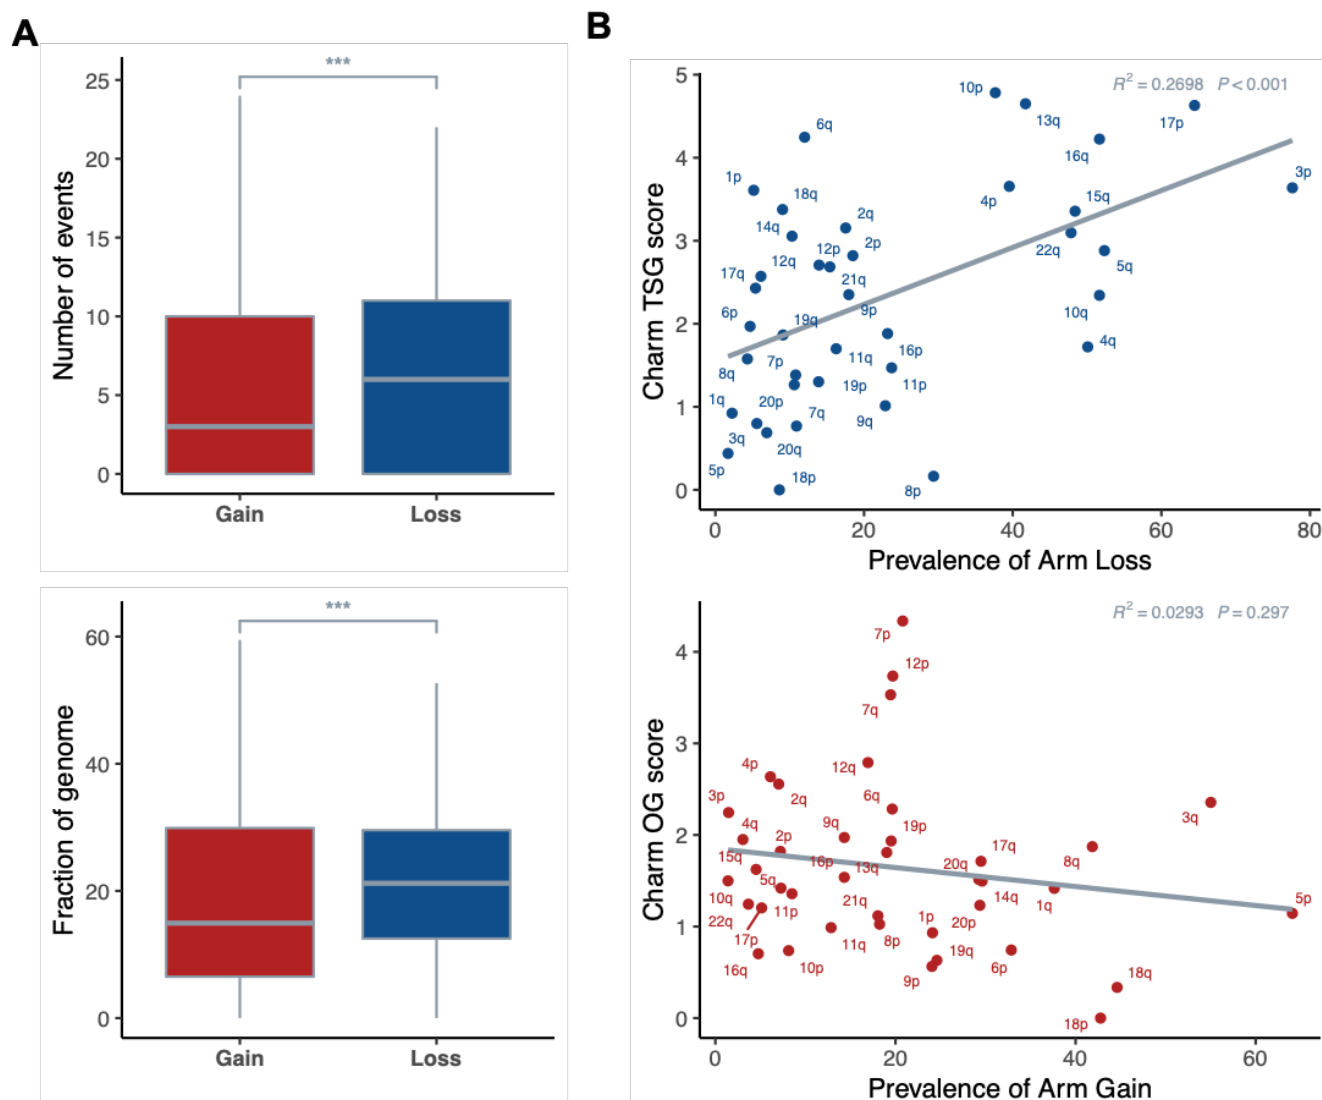 A
***
Number of events
25
20
15
10
5
0
Gain Loss
***
Fraction of genome
60
40
20
0
Gain Loss
B
R² = 0.2698 P < 0.001
Charm TSG score
5
4
3
2
1
0
10p
13q
17p
6q
16q
3p
1p
18q
4p
15q
2q
14q
12p
2p
22q
12q
5q
17q
21q
9p
10q
6p
19q
4q
8q
7p
11q
16p
19p
11p
1q
20p
7q
9q
3q
20q
5p
18p
8p
0 20 40 60 80
Prevalence of Arm Loss
R² = 0.0293 P = 0.297
Charm OG score
4
3
2
1
0
7p
12p
7q
4p
12q
2q
3p
6q
3q
4q
9q
19p
2p
17q
15q
16p
13q
20q
8q
5q
10q
11p
21q
14q
1q
5p
22q
1p
20p
17p
11q
8p
19q
16q
10p
9p
6p
18q
18p
0 20 40 60
Prevalence of Arm Gain